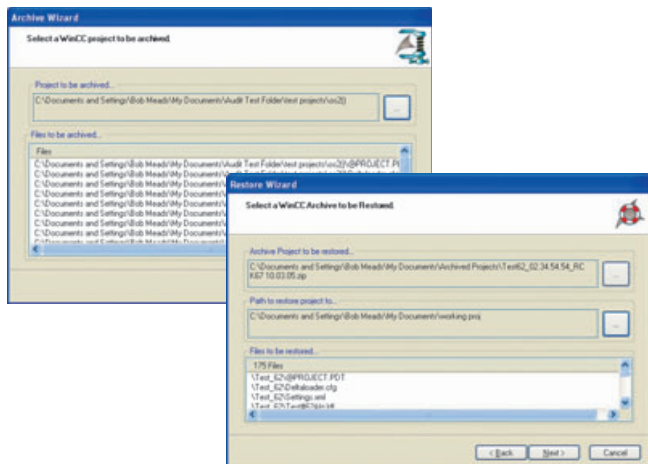 Archive Wizard
Select a WinCC project to be archived.
Project to be archived...
C:\Documents and Settings\Bob Meads\My Documents\Audit Test Folder\test projects\os2()
...
Files to be archived...
Files
C:\Documents and Settings\Bob Meads\My Documents\Audit Test Folder\test projects\os2()\@PROJECT.P
C:\Documents and Settings\Bob Meads\My Documents\
C:\Documents and Settings\Bob Meads\My Documents\
C:\Documents and Settings\Bob Meads\My Documents\
C:\Documents and Settings\Bob Meads\My Documents\
C:\Documents and Settings\Bob Meads\My Documents\
C:\Documents and Settings\Bob Meads\My Documents\
C:\Documents and Settings\Bob Meads\My Documents\
Restore Wizard
Select a WinCC Archive to be Restored.
Archive Project to be restored...
C:\Documents and Settings\Bob Meads\My Documents\Archived Projects\Test62_02.34.54.54_RC
K67 10.03.05.zip
...
Path to restore project to...
C:\Documents and Settings\Bob Meads\My Documents\working proj
...
Files to be restored...
175 Files
\Test_62\@PROJECT.PDT
\Test_62\Deltaloader.cfg
\Test_62\Settings.xml
< Back
Next >
Cancel